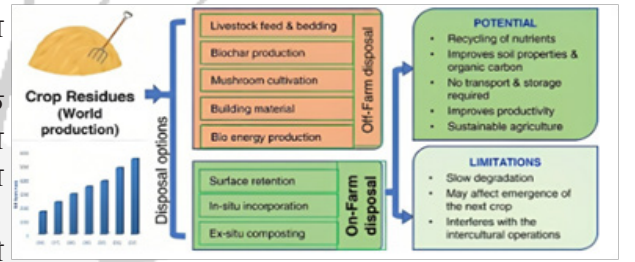 Crop Residues
(World
production)
Disposal options
Livestock feed & bedding
Biochar production
Mushroom cultivation
Building material
Bio energy production
Off-Farm disposal
Surface retention
In-situ incorporation
Ex-situ composting
On-Farm
disposal
POTENTIAL
• Recycling of nutrients
• Improves soil properties &
organic carbon
• No transport & storage
required
• Improves productivity
• Sustainable agriculture
LIMITATIONS
• Slow degradation
• May affect emergence of
the next crop
• Interferes with the
intercultural operations